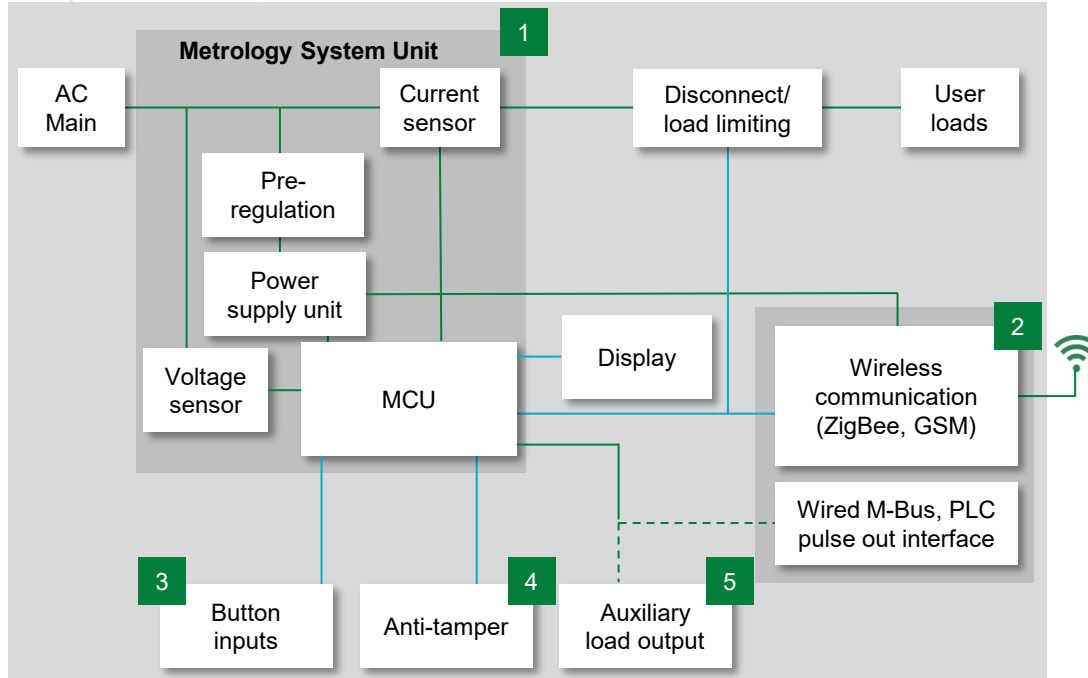 1
Metrology System Unit
AC
Main
Current
sensor
Disconnect/
load limiting
User
loads
Pre-
regulation
Power
supply unit
2
Voltage
sensor
MCU
Display
Wireless
communication
(ZigBee, GSM)
Wired M-Bus, PLC
pulse out interface
3
Button
inputs
4
Anti-tamper
5
Auxiliary
load output